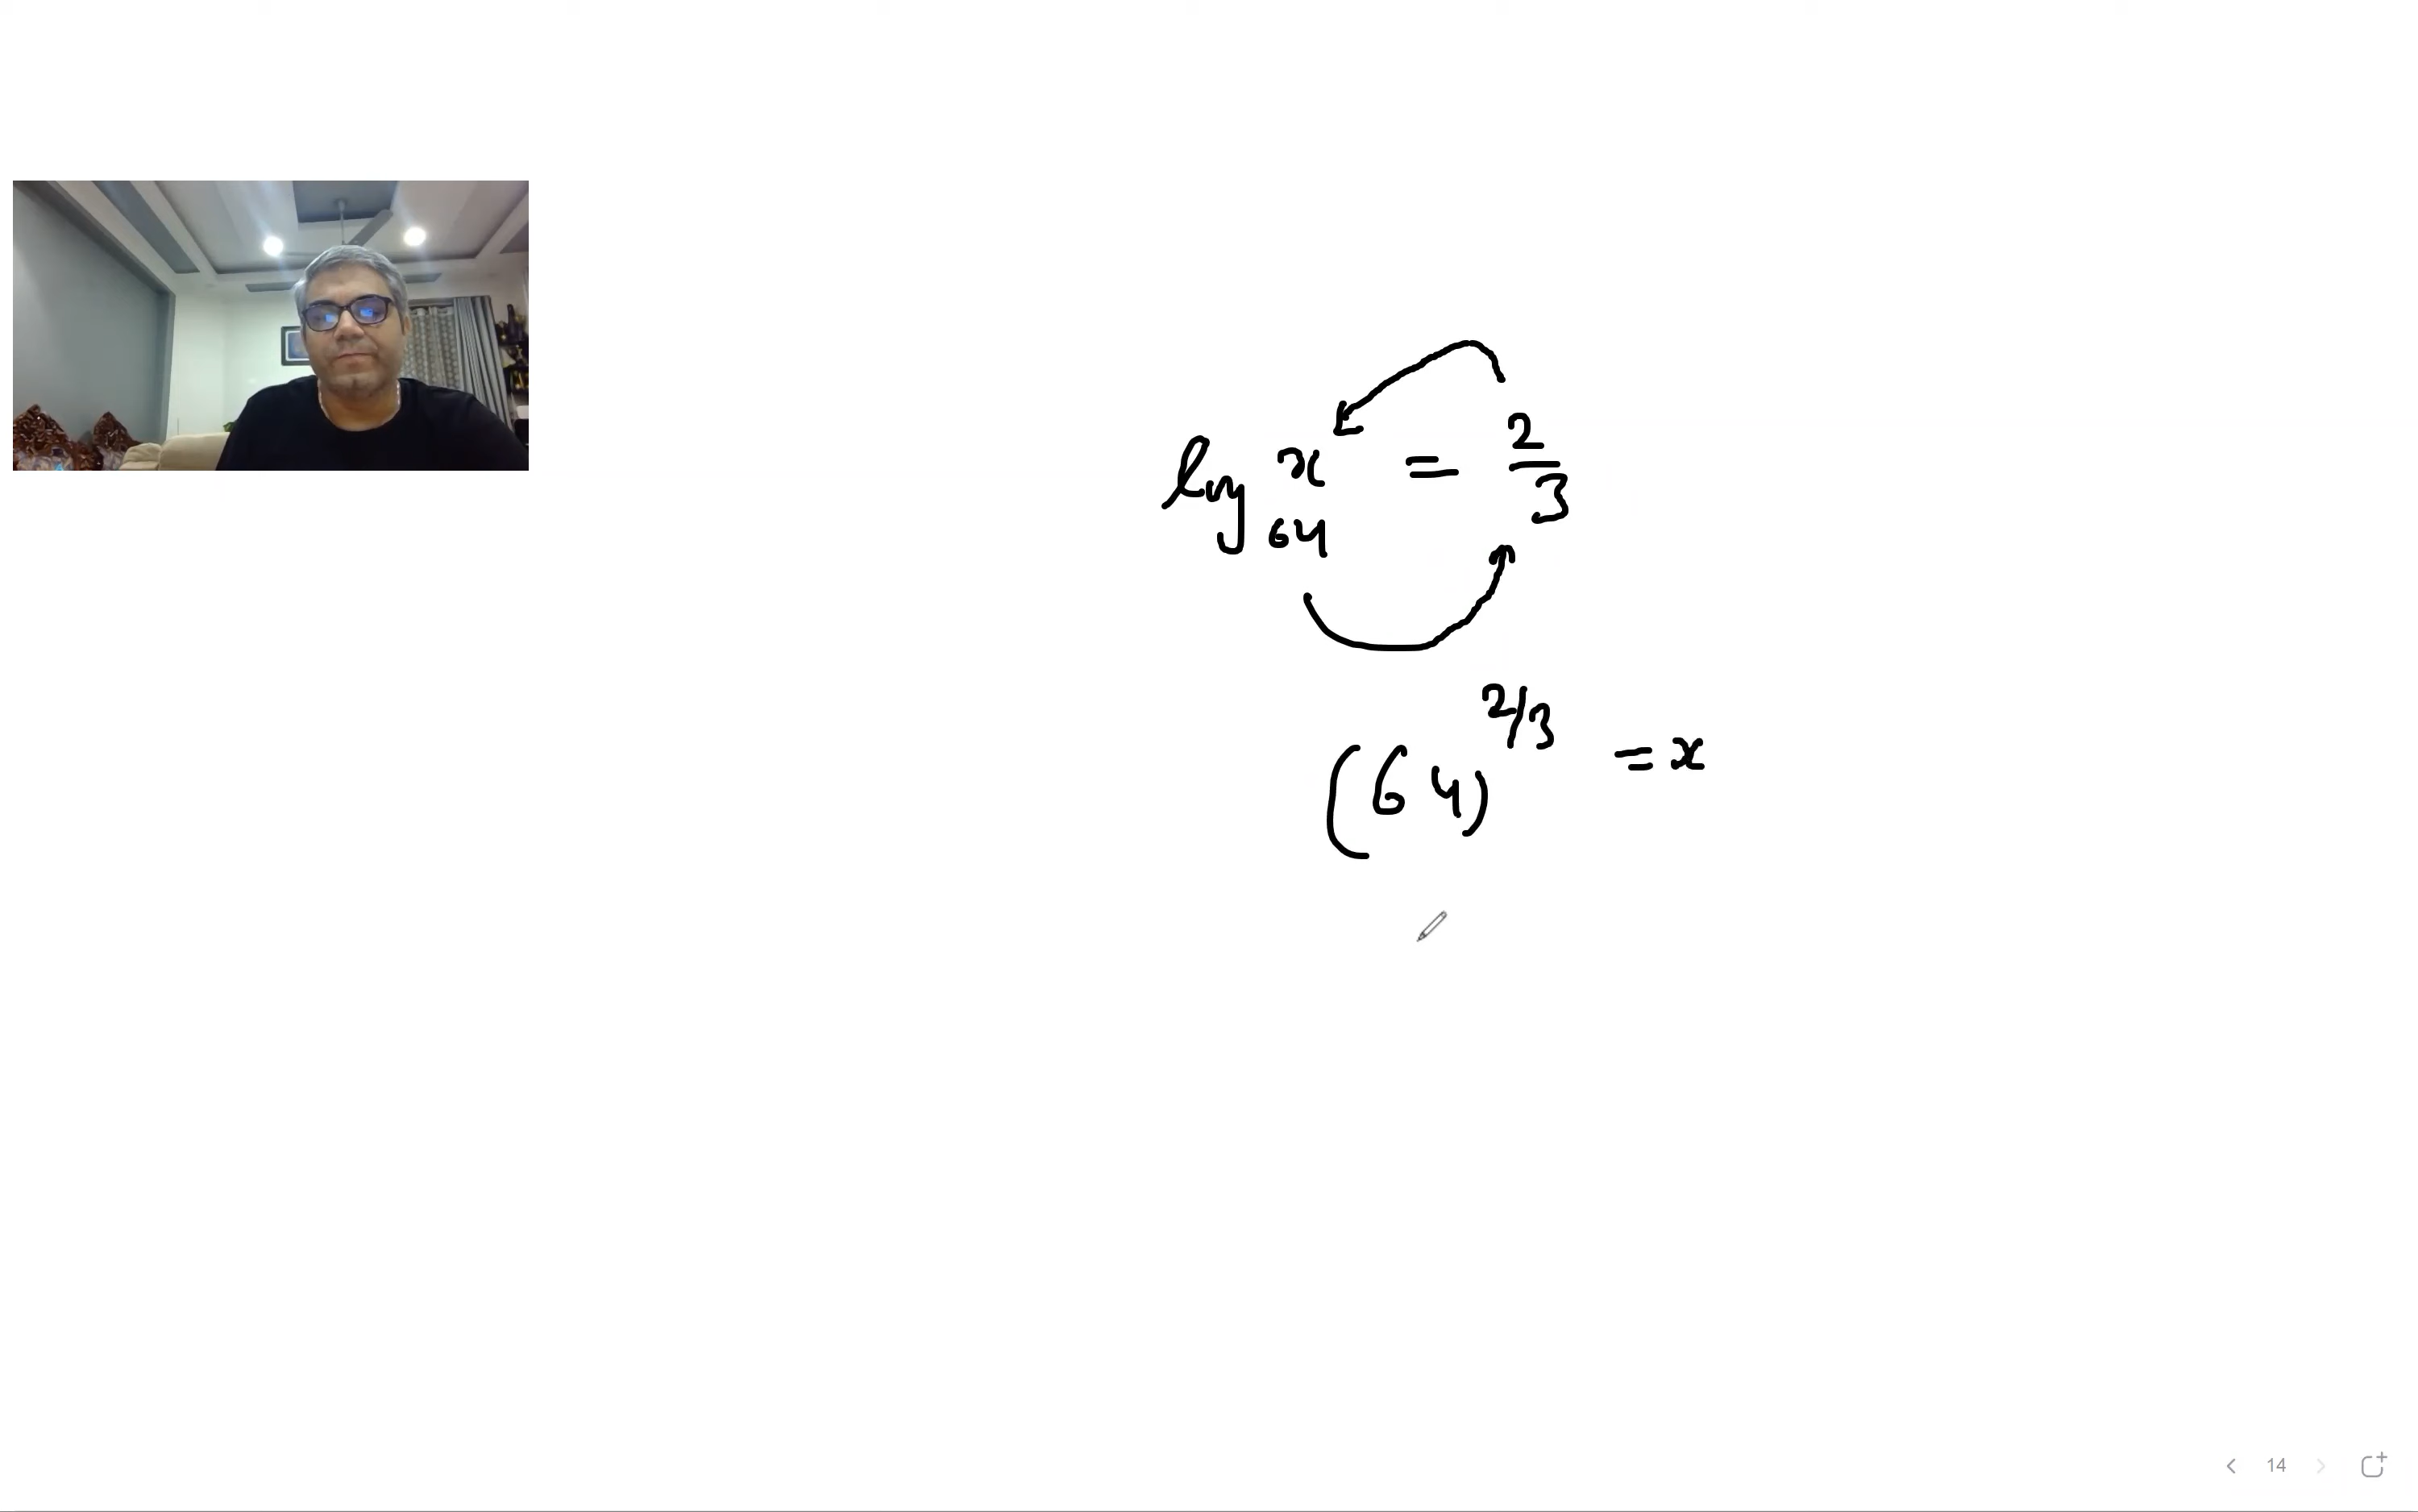 log₆₄ x = 2/3
(64)^2/3 = x
14